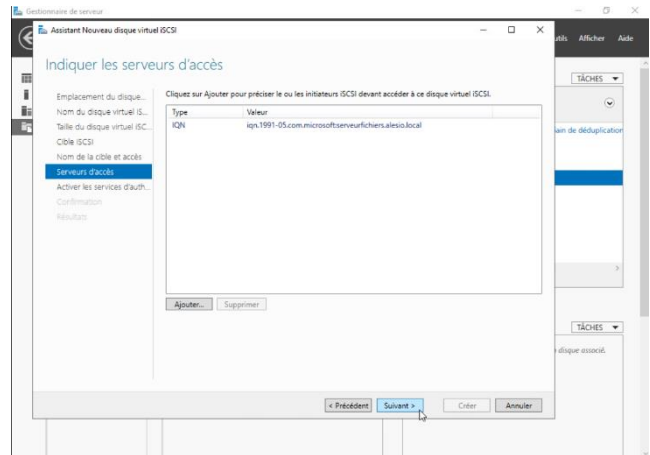 Gestionnaire de serveur
Assistant Nouveau disque virtuel iSCSI
utils Afficher Aide
Indiquer les serveurs d'accès
TÂCHES
Emplacement du disque...
Cliquez sur Ajouter pour préciser le ou les initiateurs iSCSI devant accéder à ce disque virtuel iSCSI.
Nom du disque virtuel iS...
Type Valeur
Taille du disque virtuel iSC...
IQN iqn.1991-05.com.microsoft:serveurfichiers.alesio.local
ain de déduplication
Cible iSCSI
Nom de la cible et accès
Serveurs d'accès
Activer les services d'auth...
Confirmation
Résultats
Ajouter... Supprimer
TÂCHES
disque associé.
< Précédent Suivant > Créer Annuler